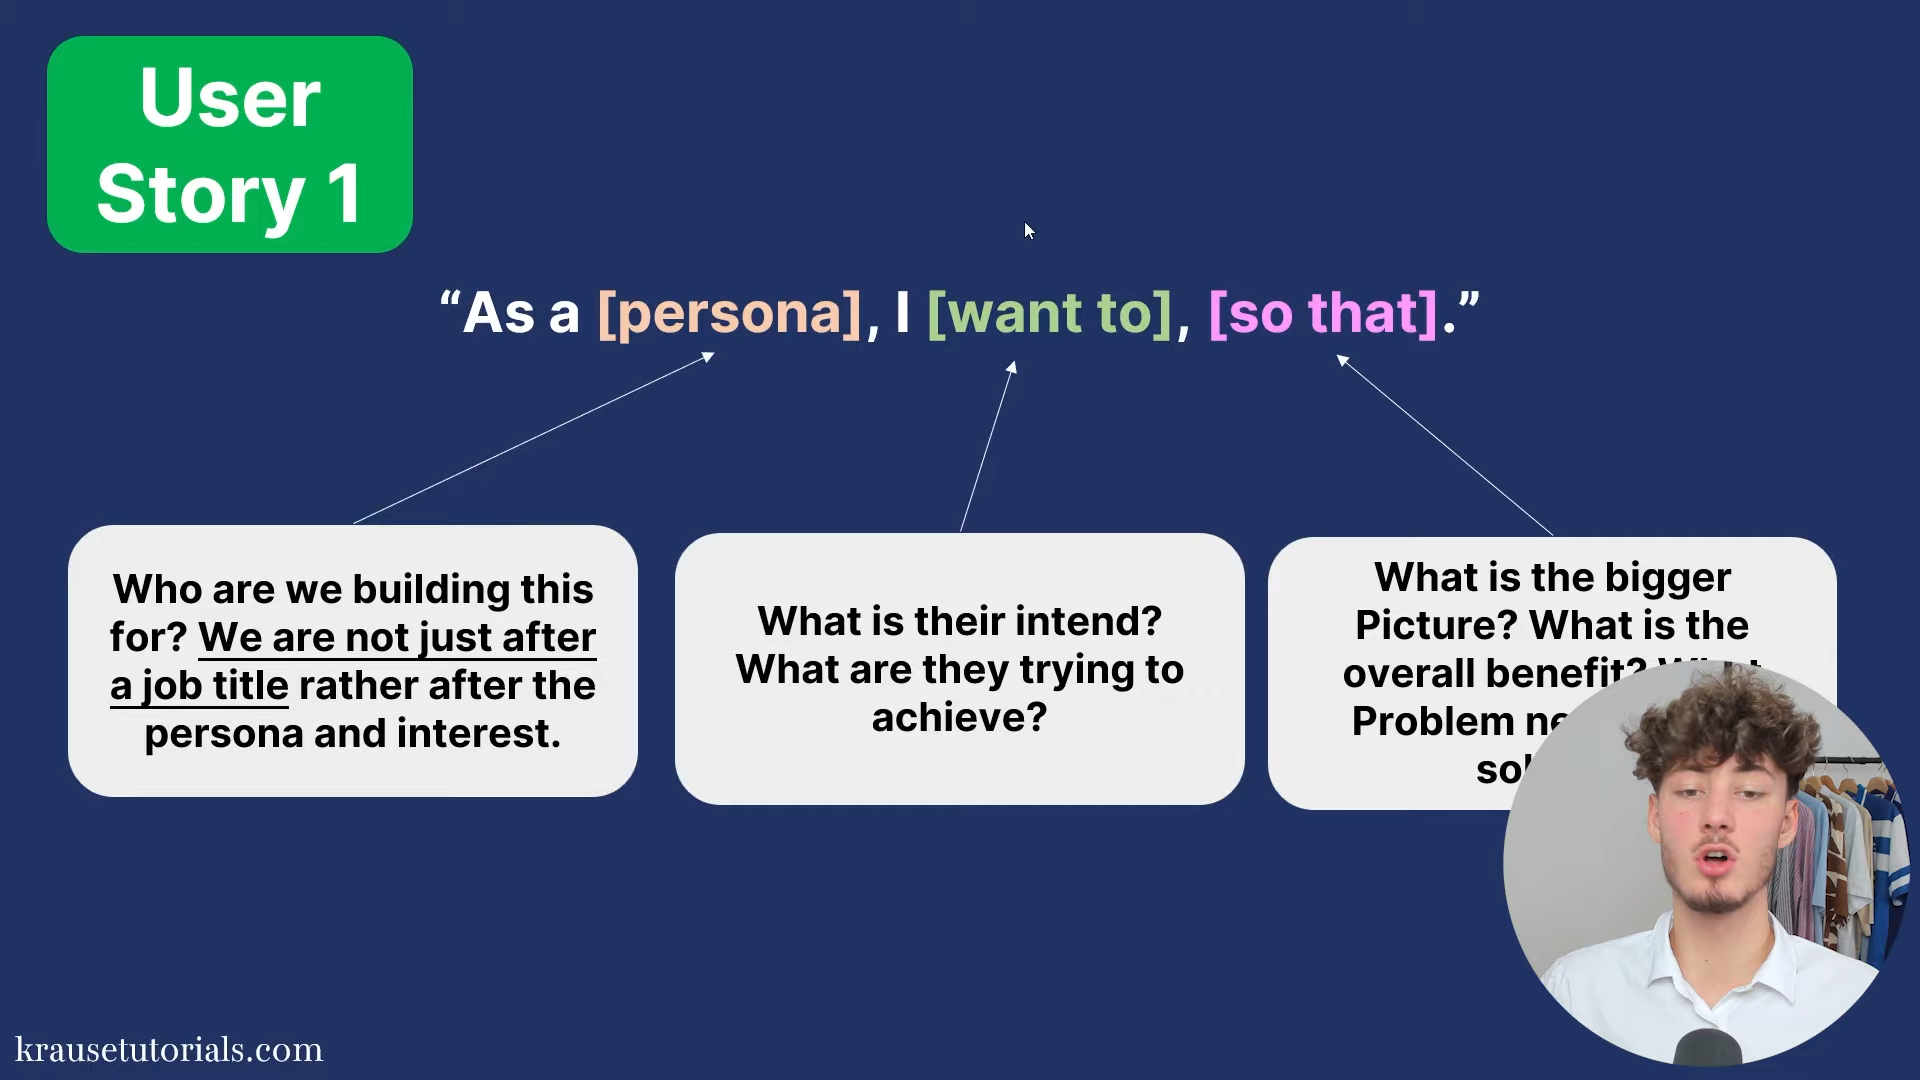 User
Story 1
“As a [persona], I [want to], [so that].”
Who are we building this
for? We are not just after
a job title rather after the
persona and interest.
What is their intend?
What are they trying to
achieve?
What is the bigger
Picture? What is the
overall benefit?
Problem
krausetutorials.com